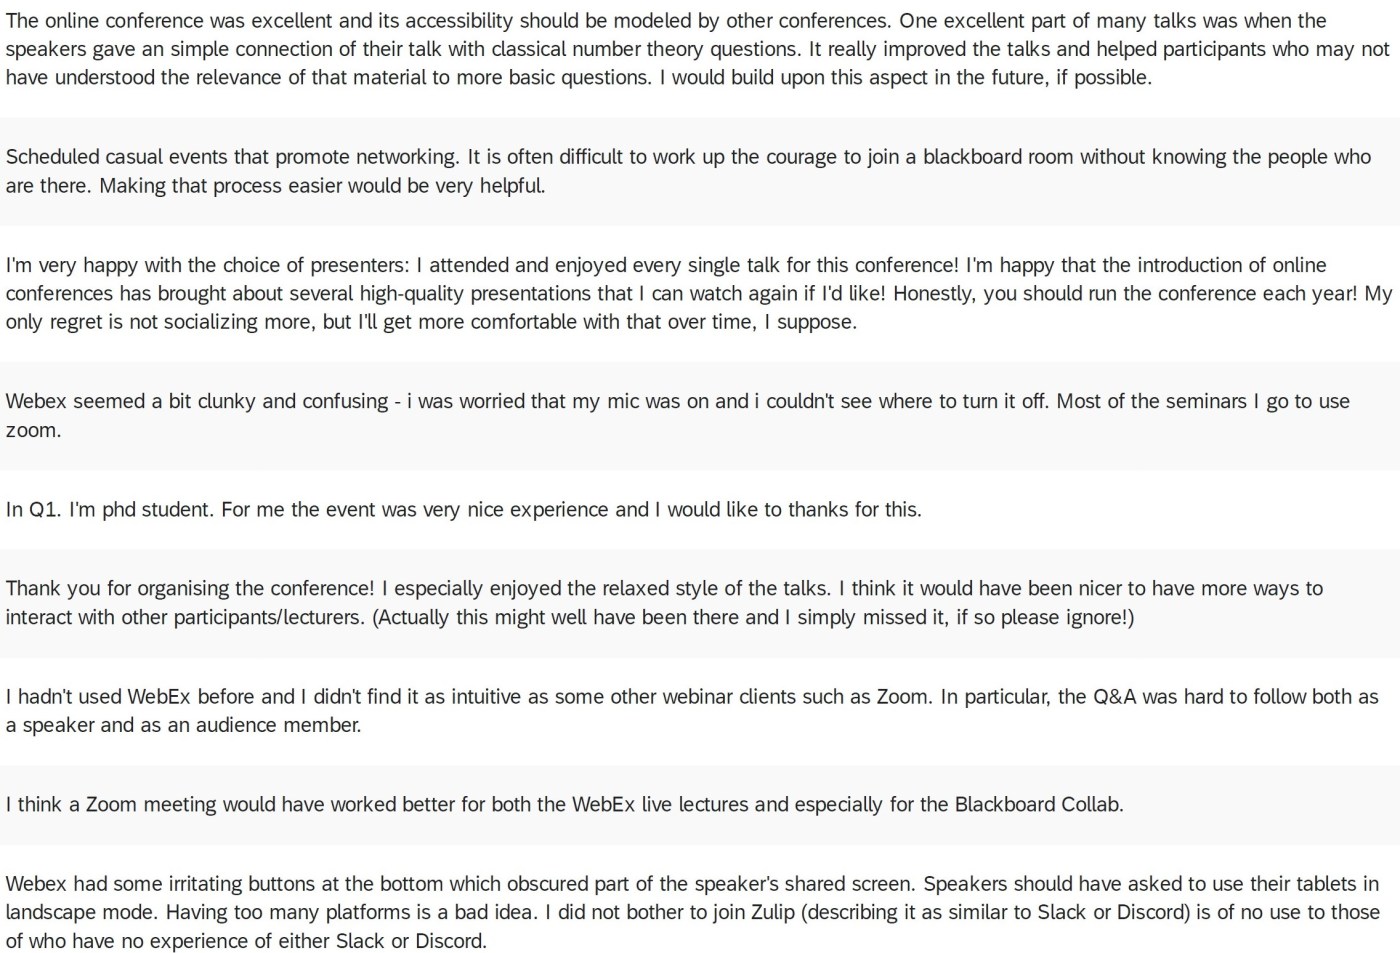 The online conference was excellent and its accessibility should be modeled by other conferences. One excellent part of many talks was when the
speakers gave an simple connection of their talk with classical number theory questions. It really improved the talks and helped participants who may not
have understood the relevance of that material to more basic questions. I would build upon this aspect in the future, if possible.
Scheduled casual events that promote networking. It is often difficult to work up the courage to join a blackboard room without knowing the people who
are there. Making that process easier would be very helpful.
I'm very happy with the choice of presenters: I attended and enjoyed every single talk for this conference! I'm happy that the introduction of online
conferences has brought about several high-quality presentations that I can watch again if I'd like! Honestly, you should run the conference each year! My
only regret is not socializing more, but I'll get more comfortable with that over time, I suppose.
Webex seemed a bit clunky and confusing - i was worried that my mic was on and i couldn't see where to turn it off. Most of the seminars I go to use
zoom.
In Q1. I'm phd student. For me the event was very nice experience and I would like to thanks for this.
Thank you for organising the conference! I especially enjoyed the relaxed style of the talks. I think it would have been nicer to have more ways to
interact with other participants/lecturers. (Actually this might well have been there and I simply missed it, if so please ignore!)
I hadn't used WebEx before and I didn't find it as intuitive as some other webinar clients such as Zoom. In particular, the Q&A was hard to follow both as
a speaker and as an audience member.
I think a Zoom meeting would have worked better for both the WebEx live lectures and especially for the Blackboard Collab.
Webex had some irritating buttons at the bottom which obscured part of the speaker's shared screen. Speakers should have asked to use their tablets in
landscape mode. Having too many platforms is a bad idea. I did not bother to join Zulip (describing it as similar to Slack or Discord) is of no use to those
of who have no experience of either Slack or Discord.